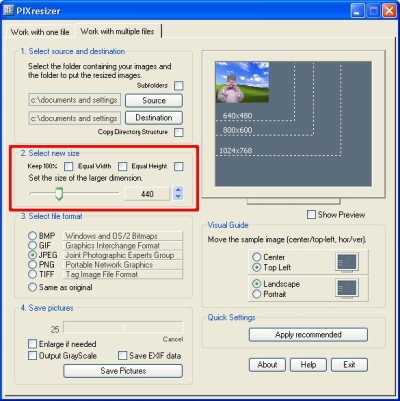 PIXresizer
Work with one file
Work with multiple files
1. Select source and destination
Select the folder containing your images and
the folder to put the resized images.
Subfolders
c:\documents and settings
Source
c:\documents and settings
Destination
Copy Directory Structure
2. Select new size
Keep 100%
Equal Width
Equal Height
Set the size of the larger dimension.
440
3. Select file format
BMP
Windows and OS/2 Bitmaps
GIF
Graphics Interchange Format
JPEG
Joint Photographic Experts Group
PNG
Portable Network Graphics
TIFF
Tag Image File Format
Same as original
4. Save pictures
25
Cancel
Enlarge if needed
Output GrayScale
Save EXIF data
Save Pictures
640x480
800x600
1024x768
Show Preview
Visual Guide
Move the sample image (center/top-left, hor/ver).
Center
Top Left
Landscape
Portrait
Quick Settings
Apply recommended
About
Help
Exit